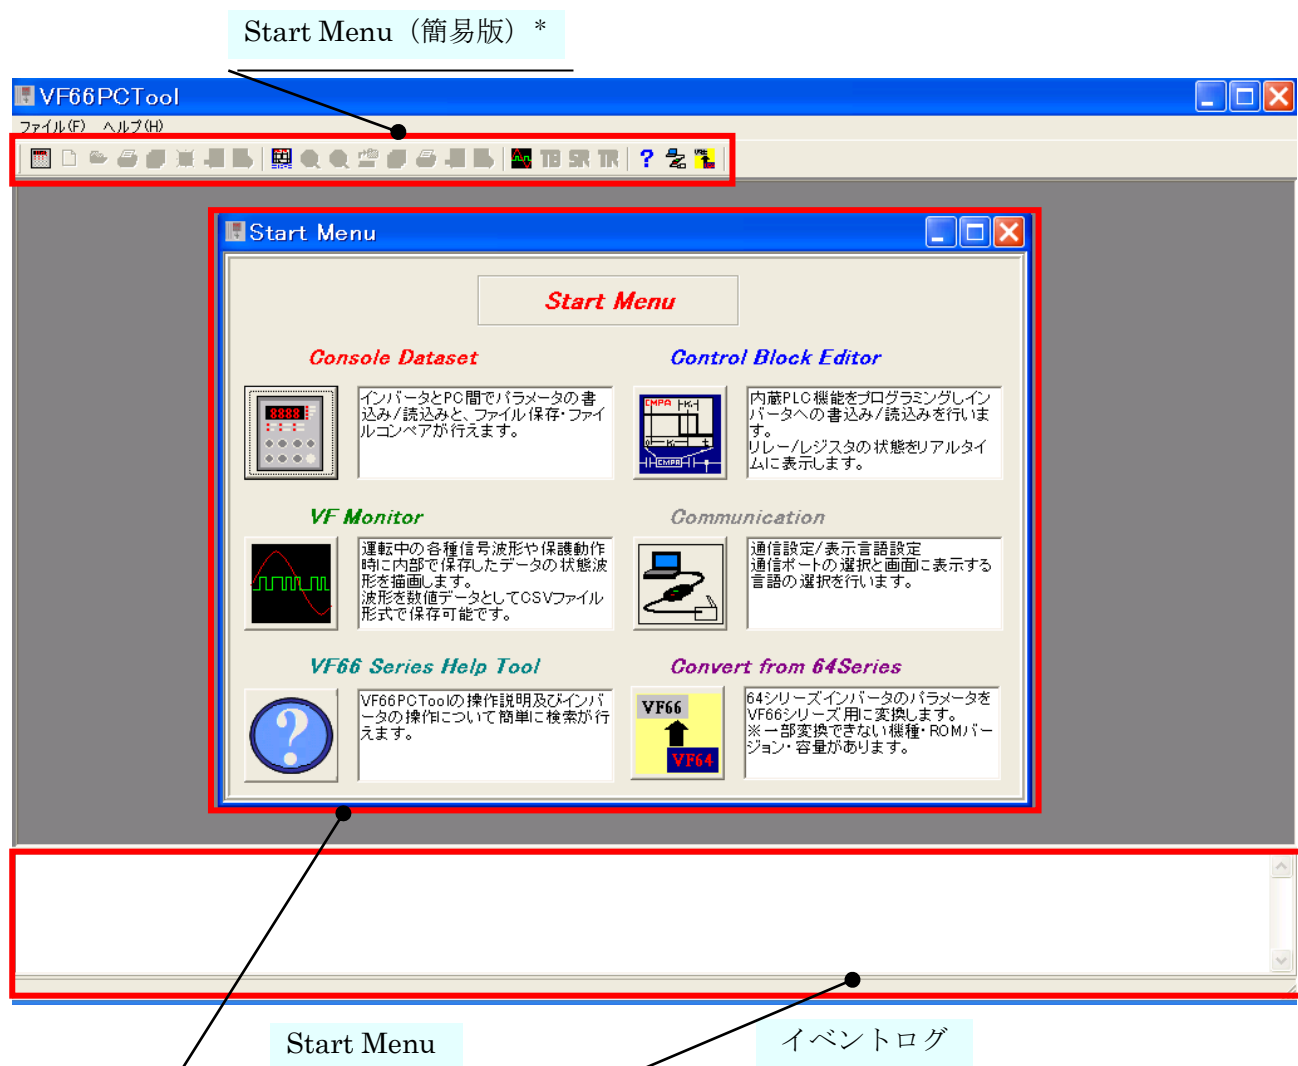 Start Menu（簡易版）*
VF66PCTool
ファイル(F) ヘルプ(H)
TB SR TR ?
Start Menu
Start Menu
Console Dataset
インバータとPC間でパラメータの書
込み/読込みと、ファイル保存・ファイ
ルコンペアが行えます。
Control Block Editor
CMPA
CMPA
内蔵PLC機能をプログラミングしイン
バータへの書込み/読込みを行いま
す。
リレー/レジスタの状態をリアルタイ
ムに表示します。
VF Monitor
運転中の各種信号波形や保護動作
時に内部で保存したデータの状態波
形を描画します。
波形を数値データとしてCSVファイル
形式で保存可能です。
Communication
通信設定/表示言語設定
通信ポートの選択と画面に表示する
言語の選択を行います。
VF66 Series Help Tool
?
VF66PCToolの操作説明及びインバ
ータの操作について簡単に検索が行
えます。
Convert from 64Series
VF66
VF64
64シリーズインバータのパラメータを
VF66シリーズ用に変換します。
※一部変換できない機種・ROMバー
ジョン・容量があります。
Start Menu
イベントログ